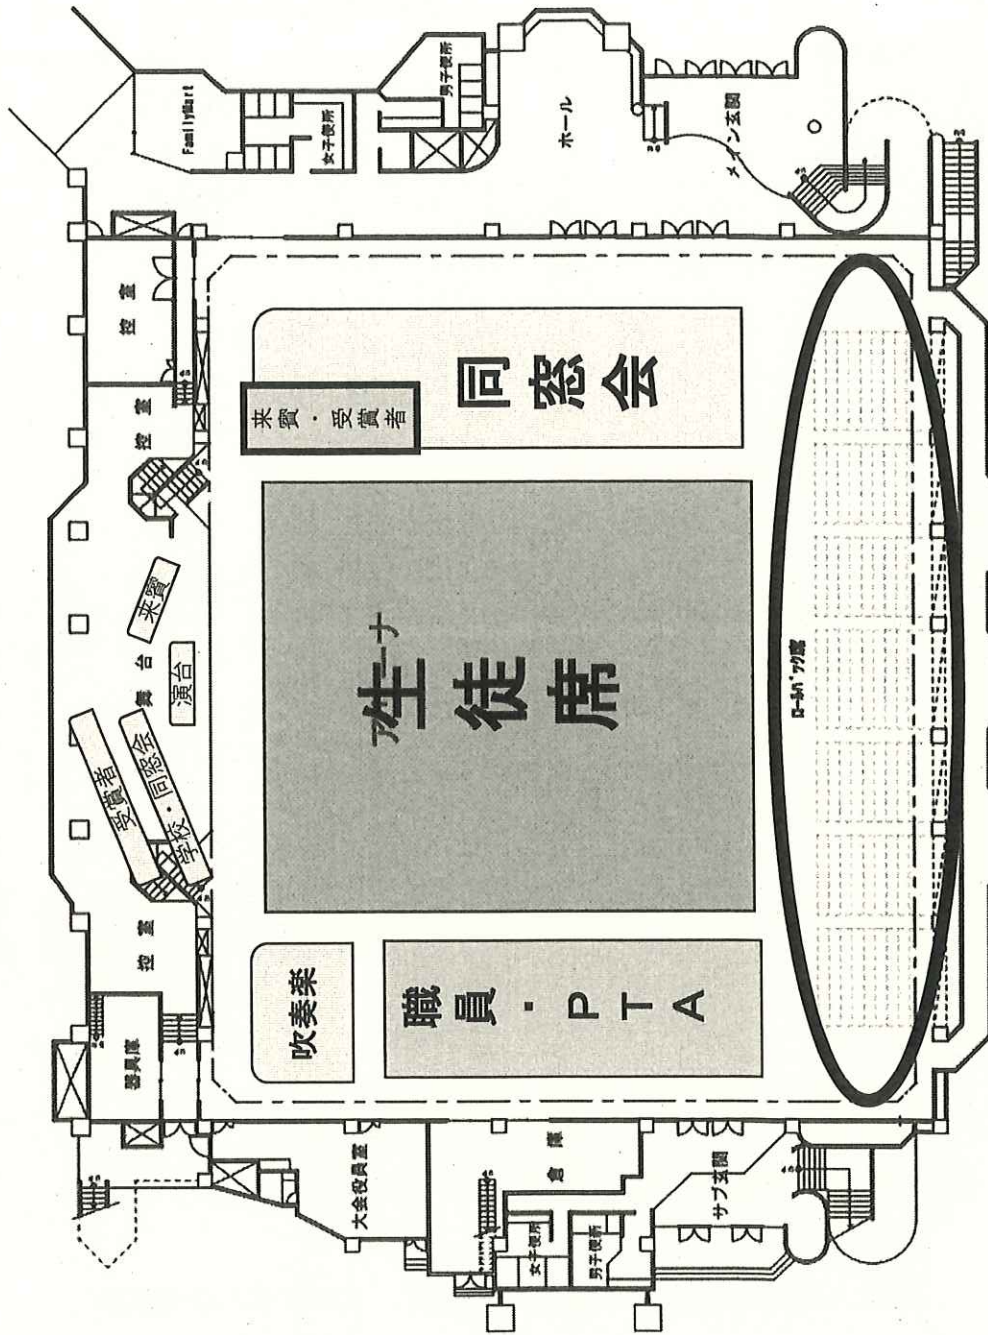 FamilyMart
女子便所
男子便所
ホール
メイン玄関
控室
控室
来賓・受賞者
同窓会
来賓
舞台
演台
受賞者
学校・同窓会
生徒席
ロールバック席
控室
器具庫
吹奏楽
職員・PTA
大会役員室
倉庫
女子便所
男子便所
サブ玄関